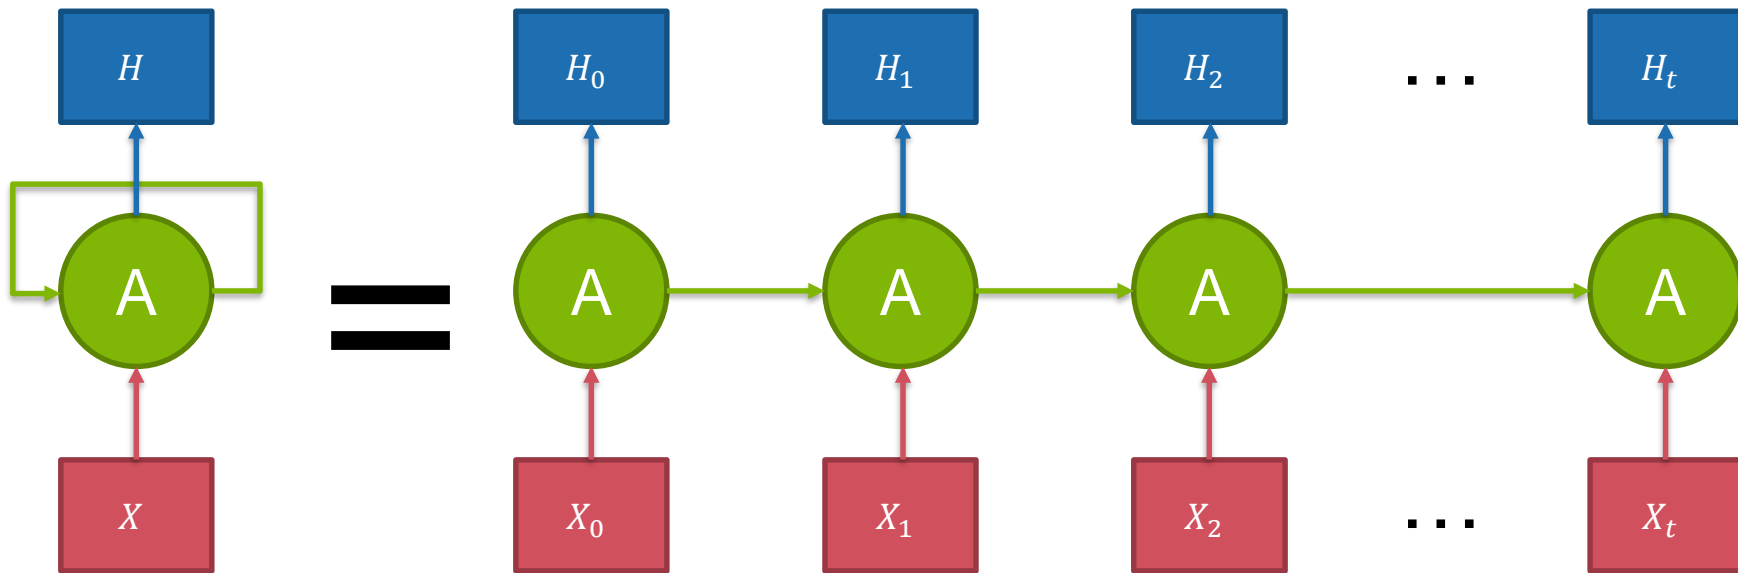 H H₀ H₁ H₂ ... Hₜ
A = A A A A
X X₀ X₁ X₂ ... Xₜ